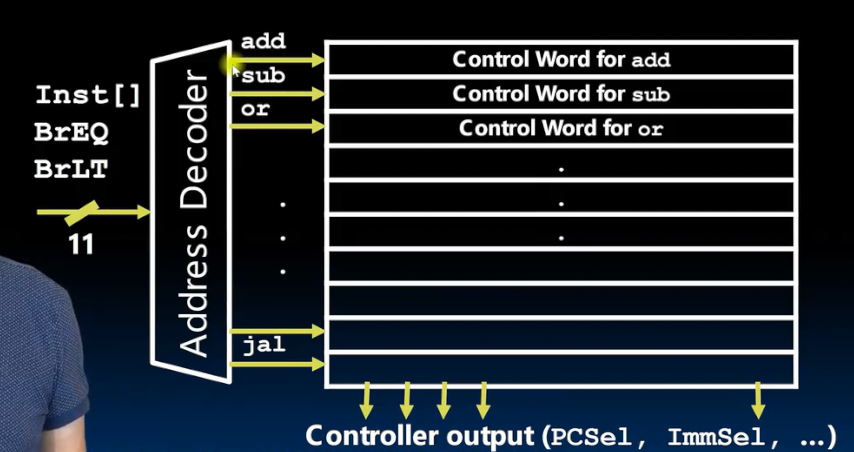 add
Control Word for add
sub
Control Word for sub
or
Control Word for or
Inst[]
BrEQ
BrLT
11
Address Decoder
.
.
.
.
.
.
jal
Controller output (PCSel, ImmSel, ...)